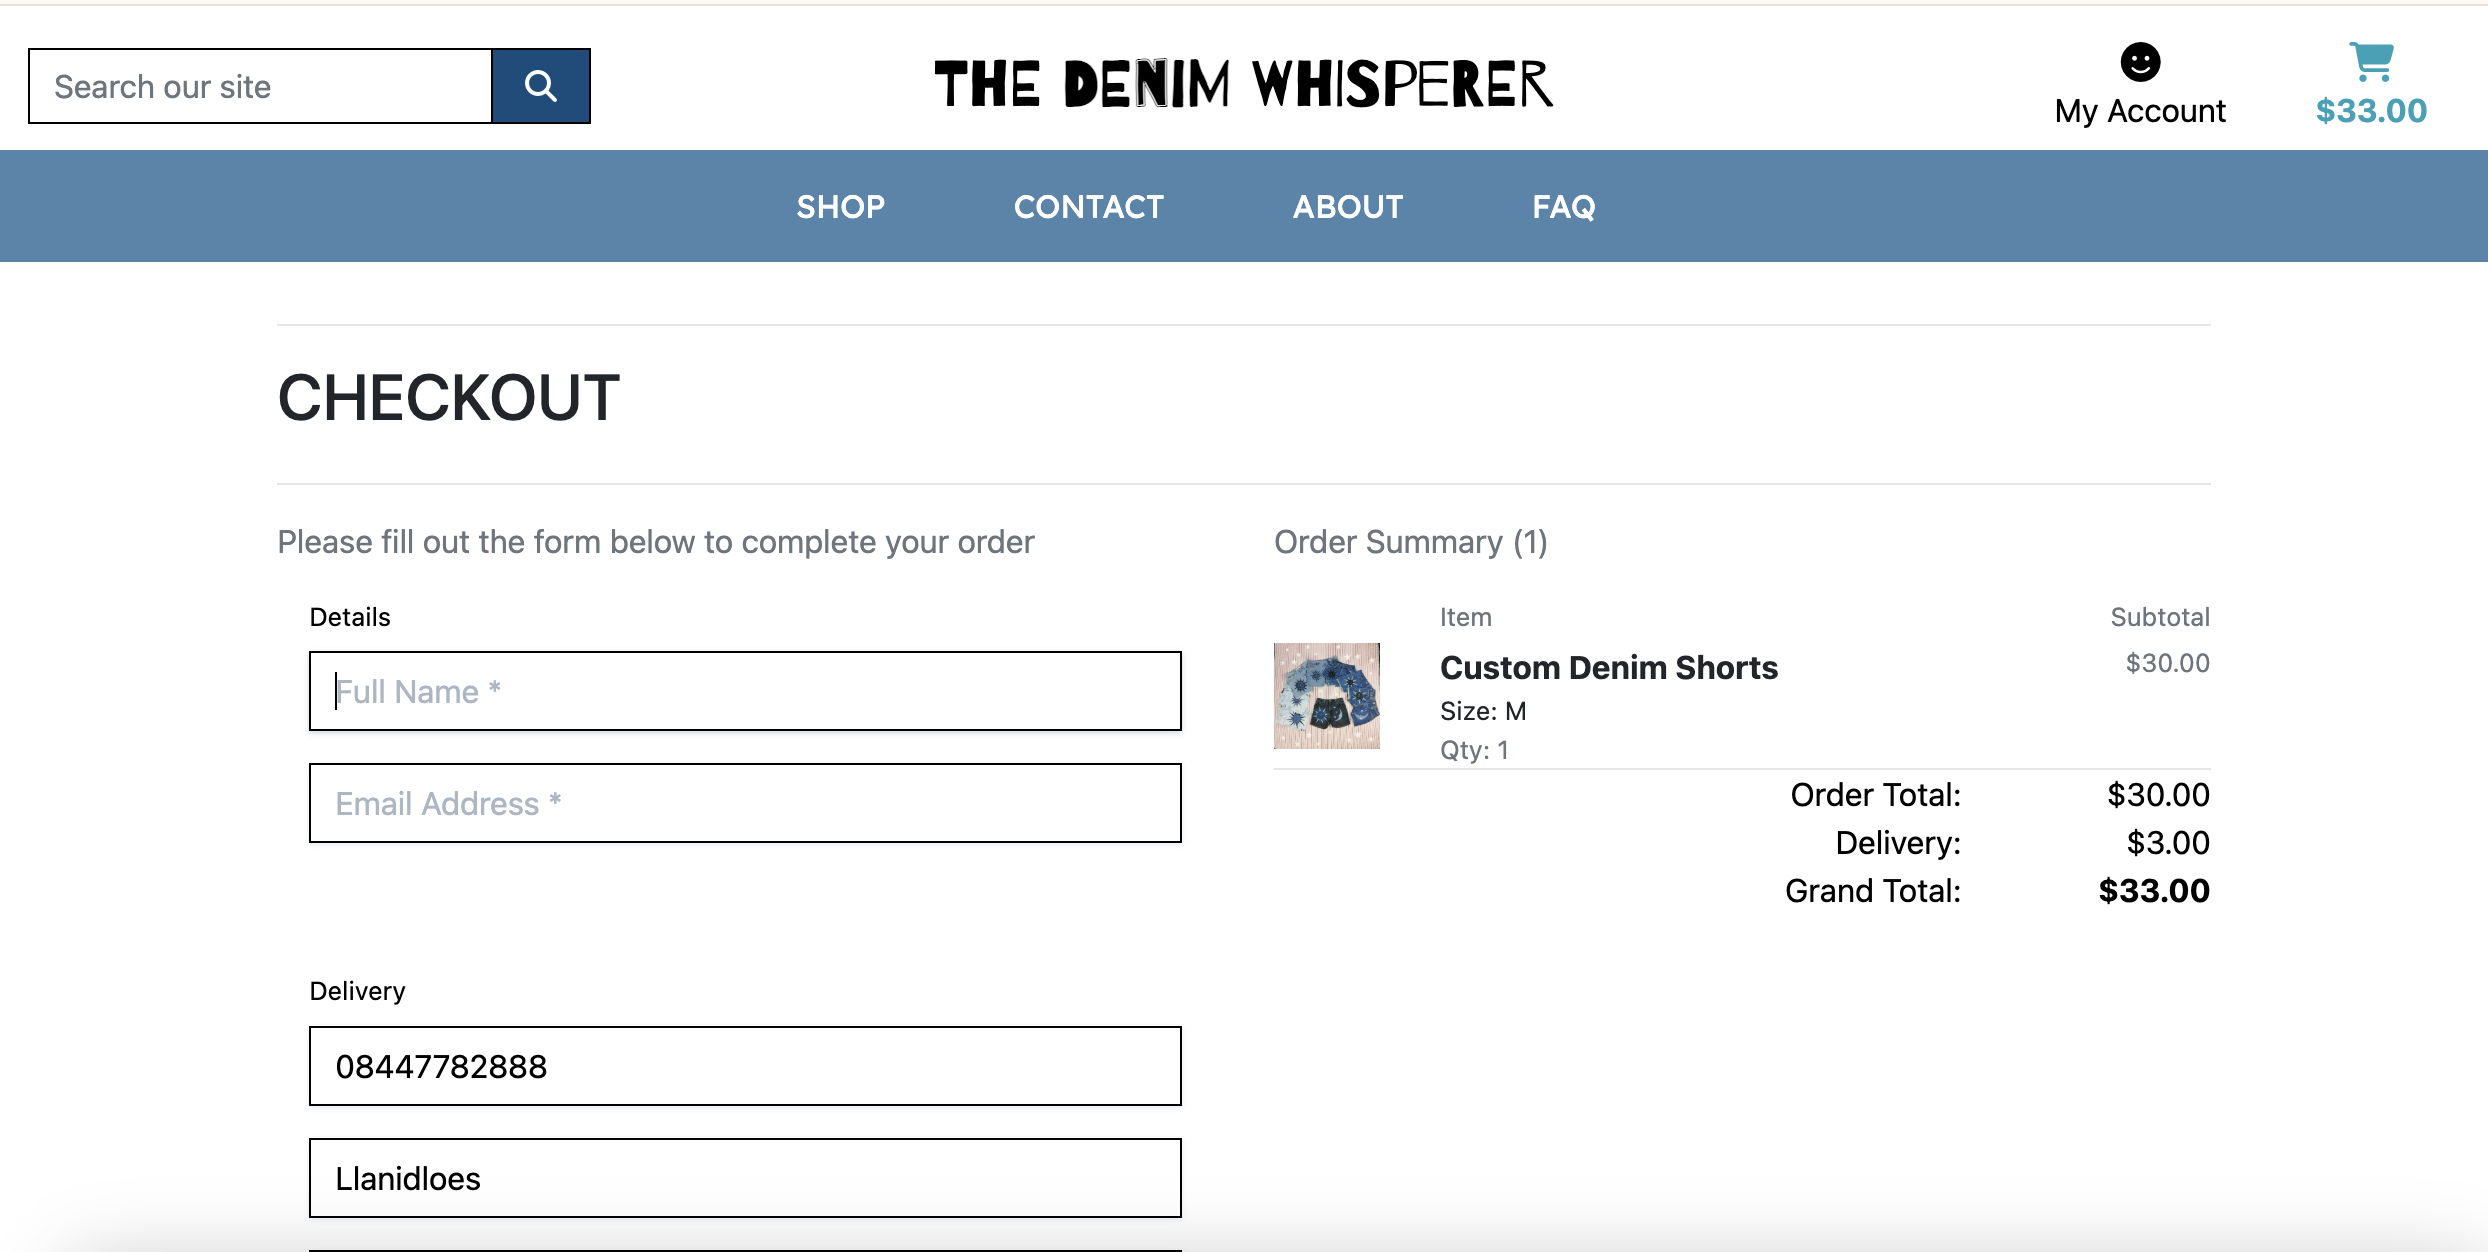 Search our site
THE DENIM WHISPERER
My Account
$33.00
SHOP CONTACT ABOUT FAQ
CHECKOUT
Please fill out the form below to complete your order
Details
Full Name *
Email Address *
Delivery
08447782888
Llanidloes
Order Summary (1)
Item Subtotal
Custom Denim Shorts $30.00
Size: M
Qty: 1
Order Total: $30.00
Delivery: $3.00
Grand Total: $33.00